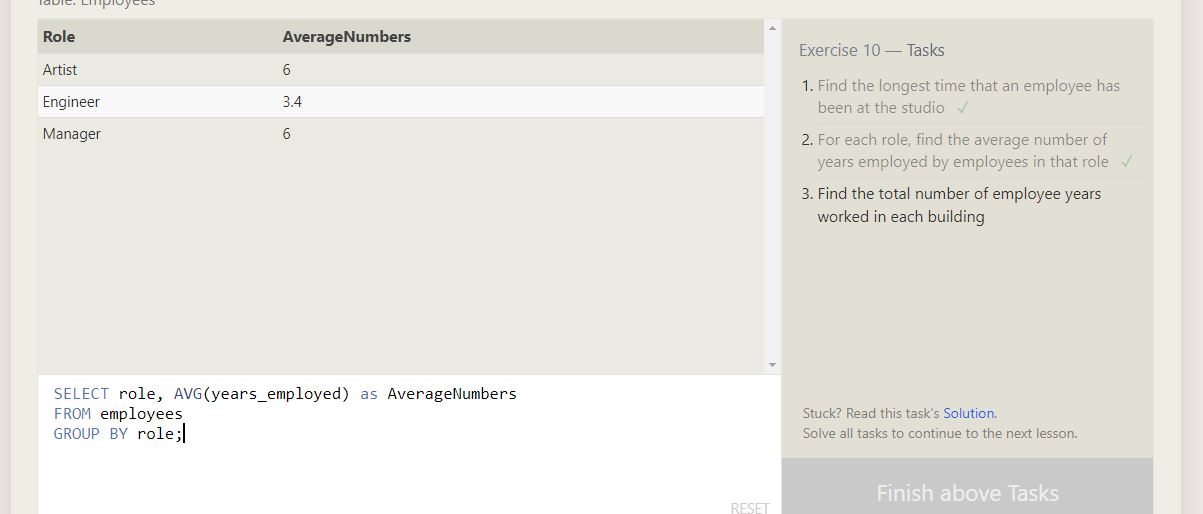 Table: Employees
Role AverageNumbers
Artist 6
Engineer 3.4
Manager 6
SELECT role, AVG(years_employed) as AverageNumbers
FROM employees
GROUP BY role;
RESET
Exercise 10 — Tasks
1. Find the longest time that an employee has
been at the studio ✓
2. For each role, find the average number of
years employed by employees in that role ✓
3. Find the total number of employee years
worked in each building
Stuck? Read this task's Solution.
Solve all tasks to continue to the next lesson.
Finish above Tasks